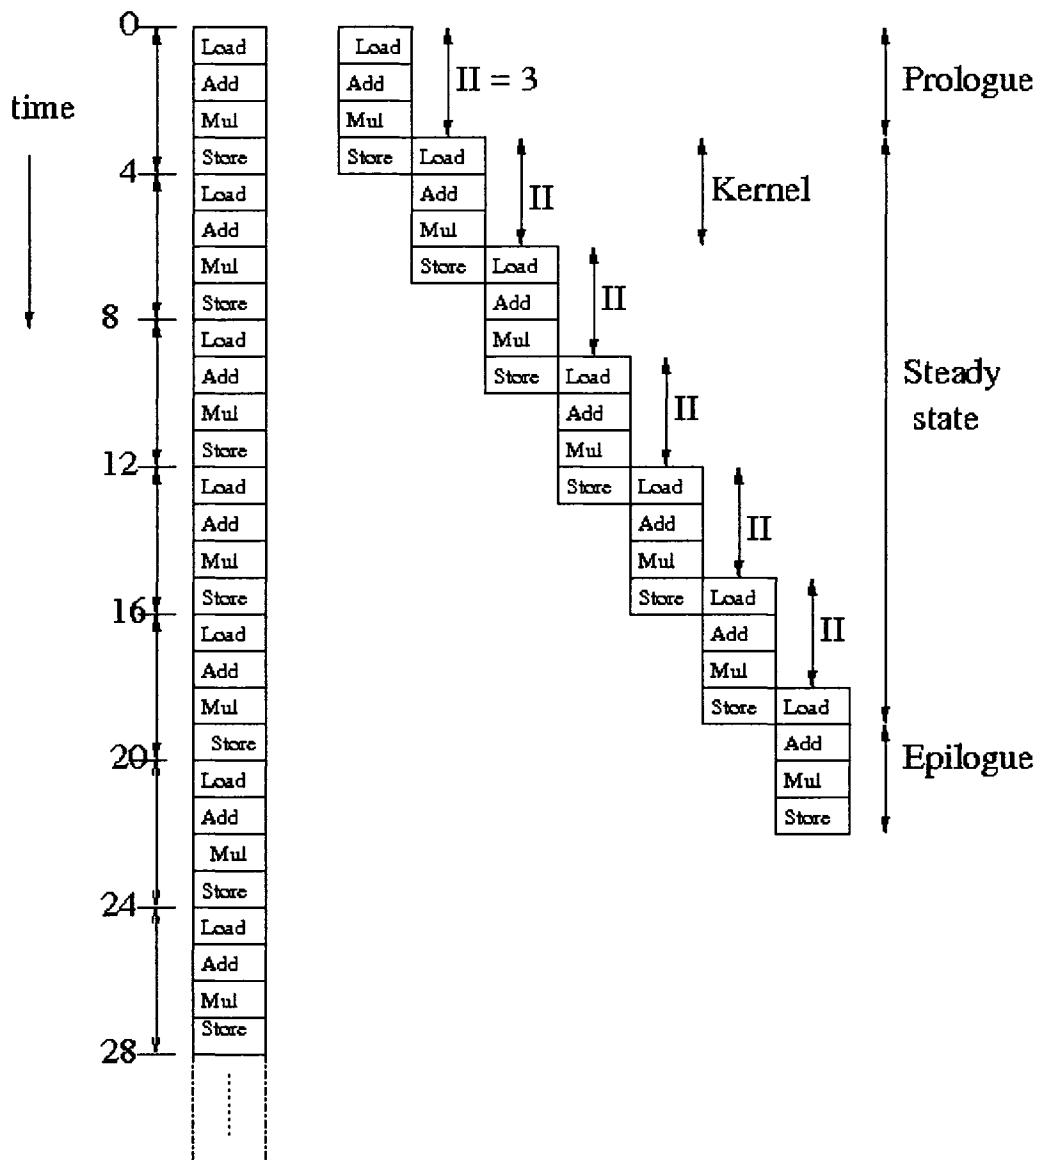 0
time
4
8
12
16
20
24
28
Load
Add
Mul
Store
Load
Add
Mul
Store
Load
Add
Mul
Store
Load
Add
Mul
Store
Load
Add
Mul
Store
Load
Add
Mul
Store
Load
Add
Mul
Store
Load
Add
Mul
Store
II = 3
Load
Add
Mul
Store
II
Load
Add
Mul
Store
II
Load
Add
Mul
Store
II
Load
Add
Mul
Store
II
Load
Add
Mul
Store
II
Load
Add
Mul
Store
Kernel
Prologue
Steady
state
Epilogue